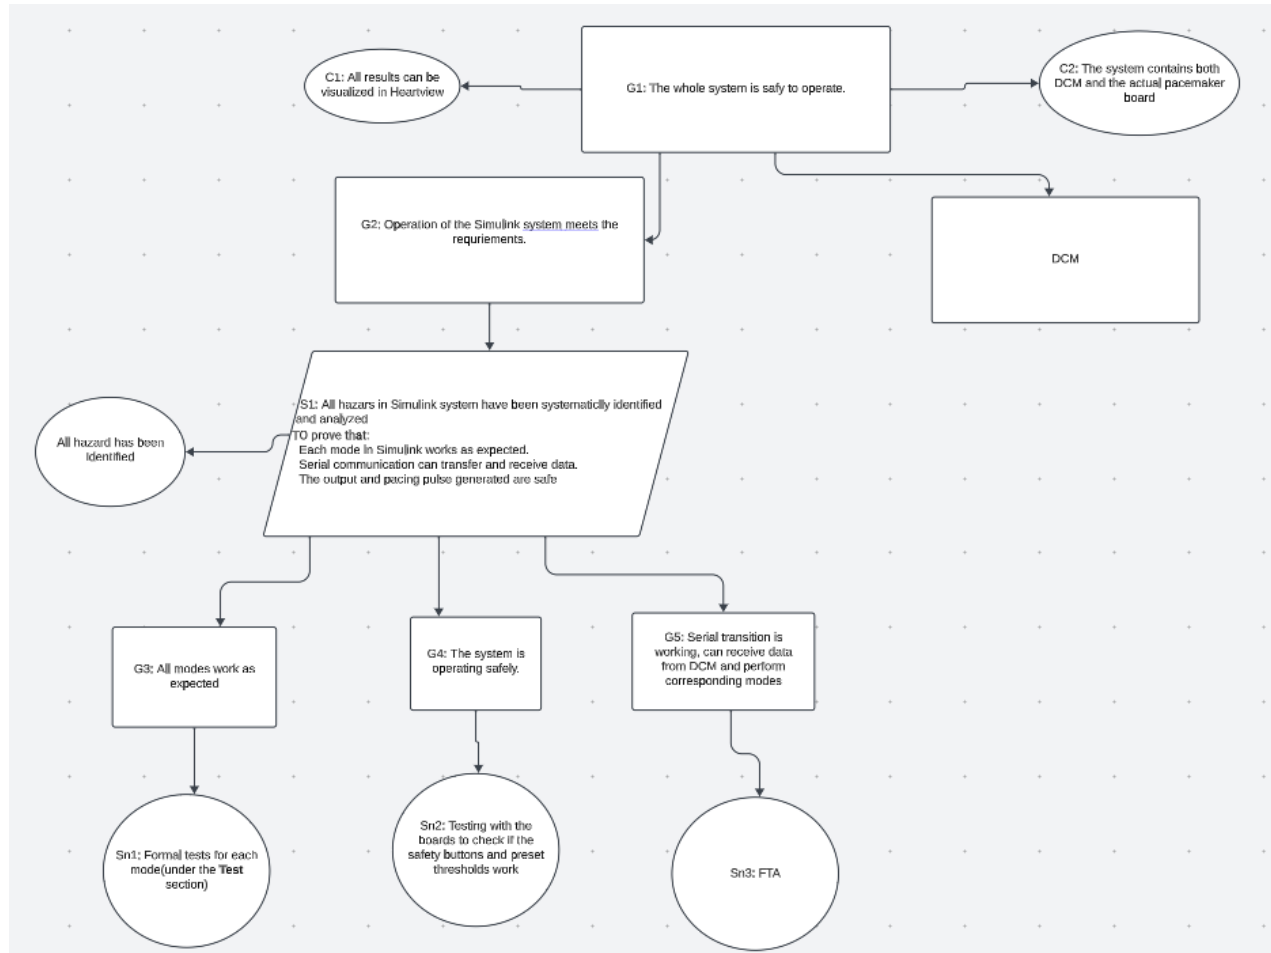 C1: All results can be
visualized in Heartview
G1: The whole system is safy to operate.
C2: The system contains both
DCM and the actual pacemaker
board
G2: Operation of the Simulink system meets the
requriements.
DCM
S1: All hazars in Simulink system have been systematiclly identified
and analyzed
TO prove that:
Each mode in Simulink works as expected.
Serial communication can transfer and receive data.
The output and pacing pulse generated are safe
All hazard has been
identified
G3: All modes work as
expected
G4: The system is
operating safely.
G5: Serial transition is
working, can receive data
from DCM and perform
corresponding modes
Sn1: Formal tests for each
mode(under the Test
section)
Sn2: Testing with the
boards to check if the
safety buttons and preset
thresholds work
Sn3: FTA